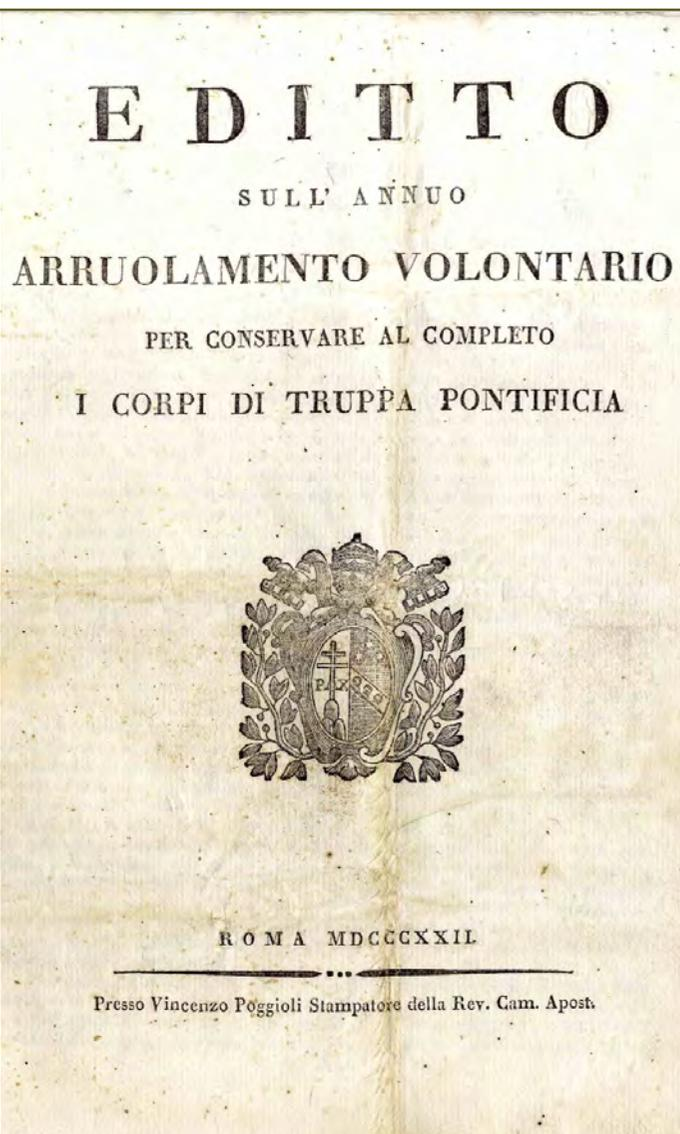 EDITTO
SULL' ANNUO
ARRUOLAMENTO VOLONTARIO
PER CONSERVARE AL COMPLETO
I CORPI DI TRUPPA PONTIFICIA
PAX
ROMA MDCCCXXII.
Presso Vincenzo Poggioli Stampatore della Rev. Cam. Apost.